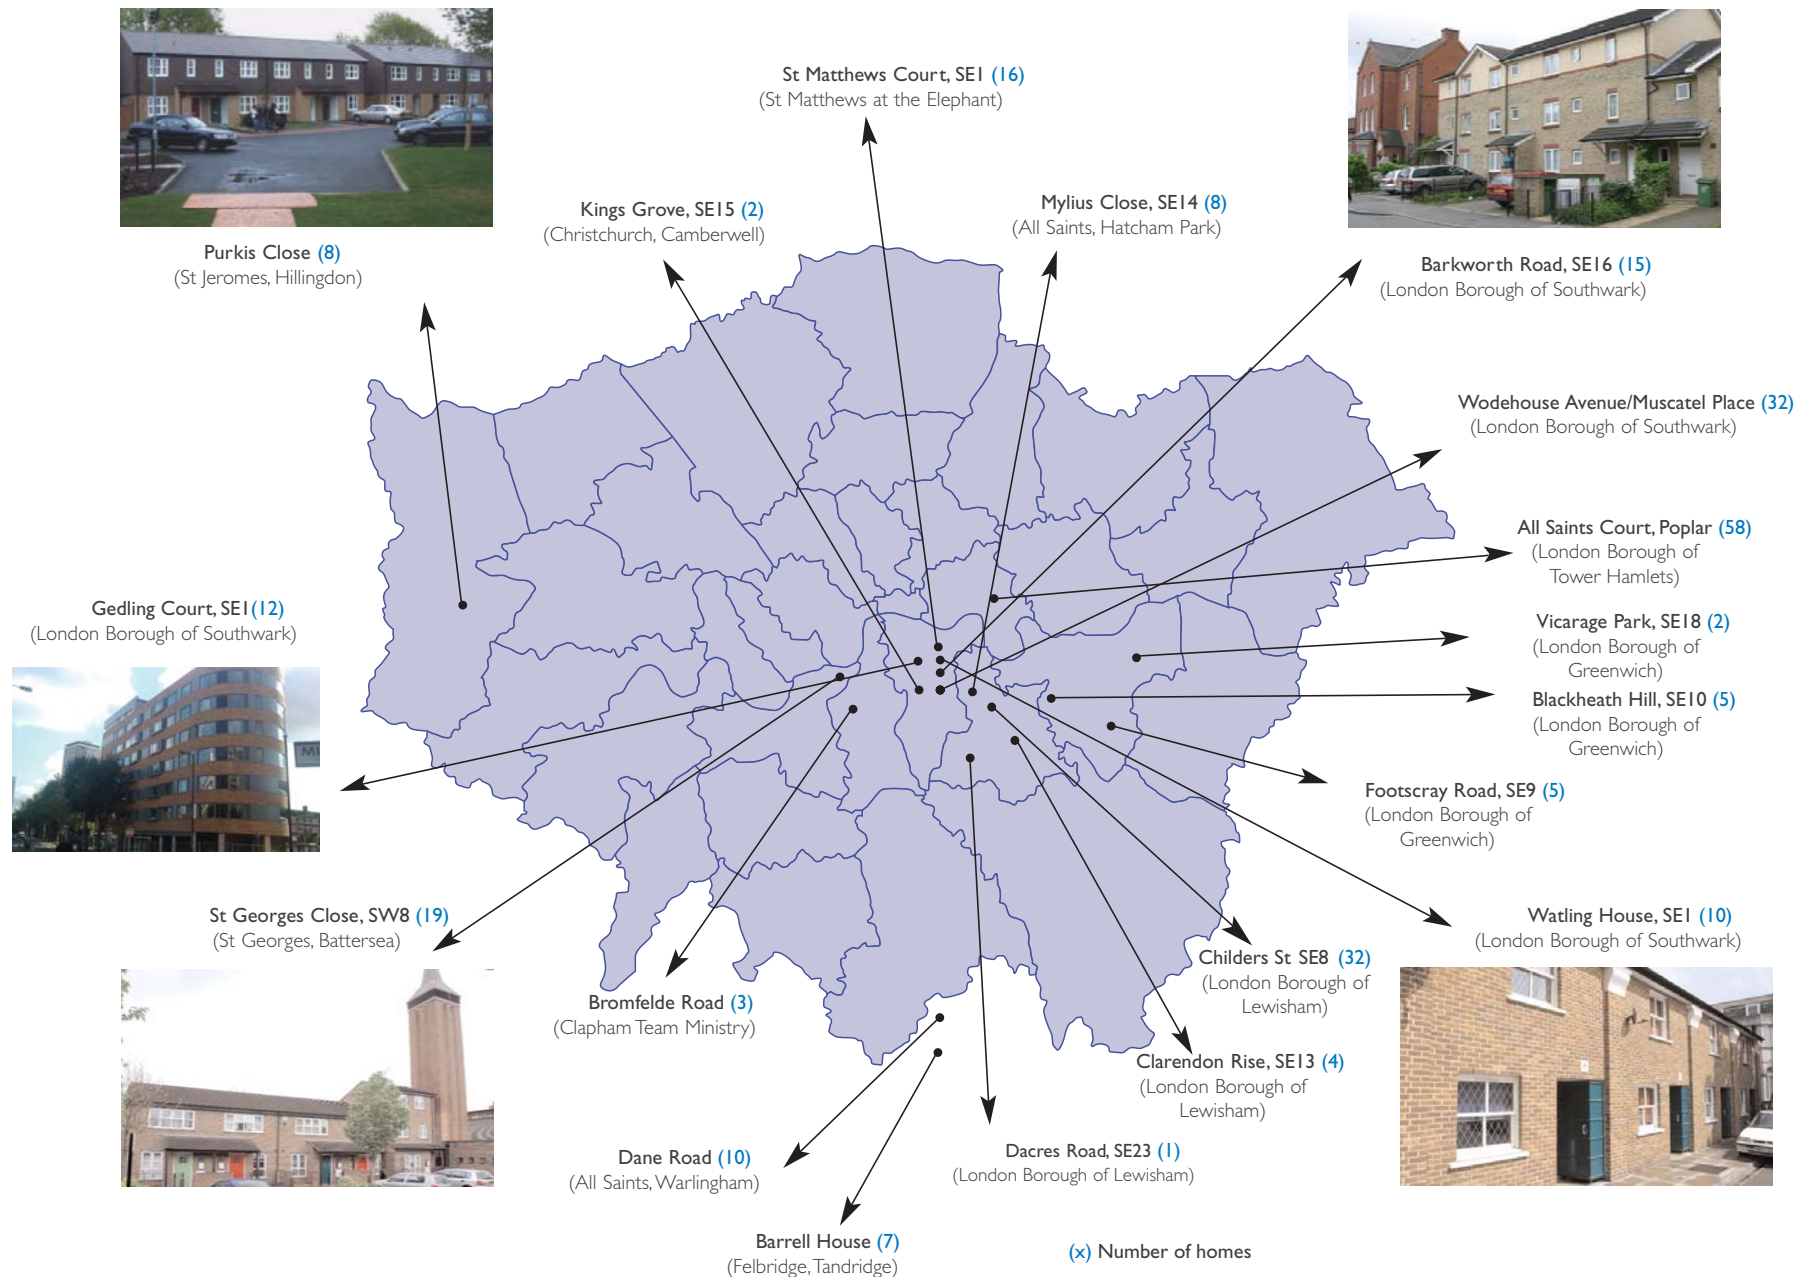 St Matthews Court, SE1 (16)
(St Matthews at the Elephant)
Kings Grove, SE15 (2)
(Christchurch, Camberwell)
Mylius Close, SE14 (8)
(All Saints, Hatcham Park)
Purkis Close (8)
(St Jeromes, Hillingdon)
Barkworth Road, SE16 (15)
(London Borough of Southwark)
Wodehouse Avenue/Muscatel Place (32)
(London Borough of Southwark)
All Saints Court, Poplar (58)
(London Borough of
Tower Hamlets)
Gedling Court, SE1(12)
(London Borough of Southwark)
Vicarage Park, SE18 (2)
(London Borough of
Greenwich)
Blackheath Hill, SE10 (5)
(London Borough of
Greenwich)
Footscray Road, SE9 (5)
(London Borough of
Greenwich)
St Georges Close, SW8 (19)
(St Georges, Battersea)
Watling House, SE1 (10)
(London Borough of Southwark)
Childers St SE8 (32)
(London Borough of
Lewisham)
Bromfelde Road (3)
(Clapham Team Ministry)
Clarendon Rise, SE13 (4)
(London Borough of
Lewisham)
Dane Road (10)
(All Saints, Warlingham)
Dacres Road, SE23 (1)
(London Borough of Lewisham)
Barrell House (7)
(Felbridge, Tandridge)
(x) Number of homes